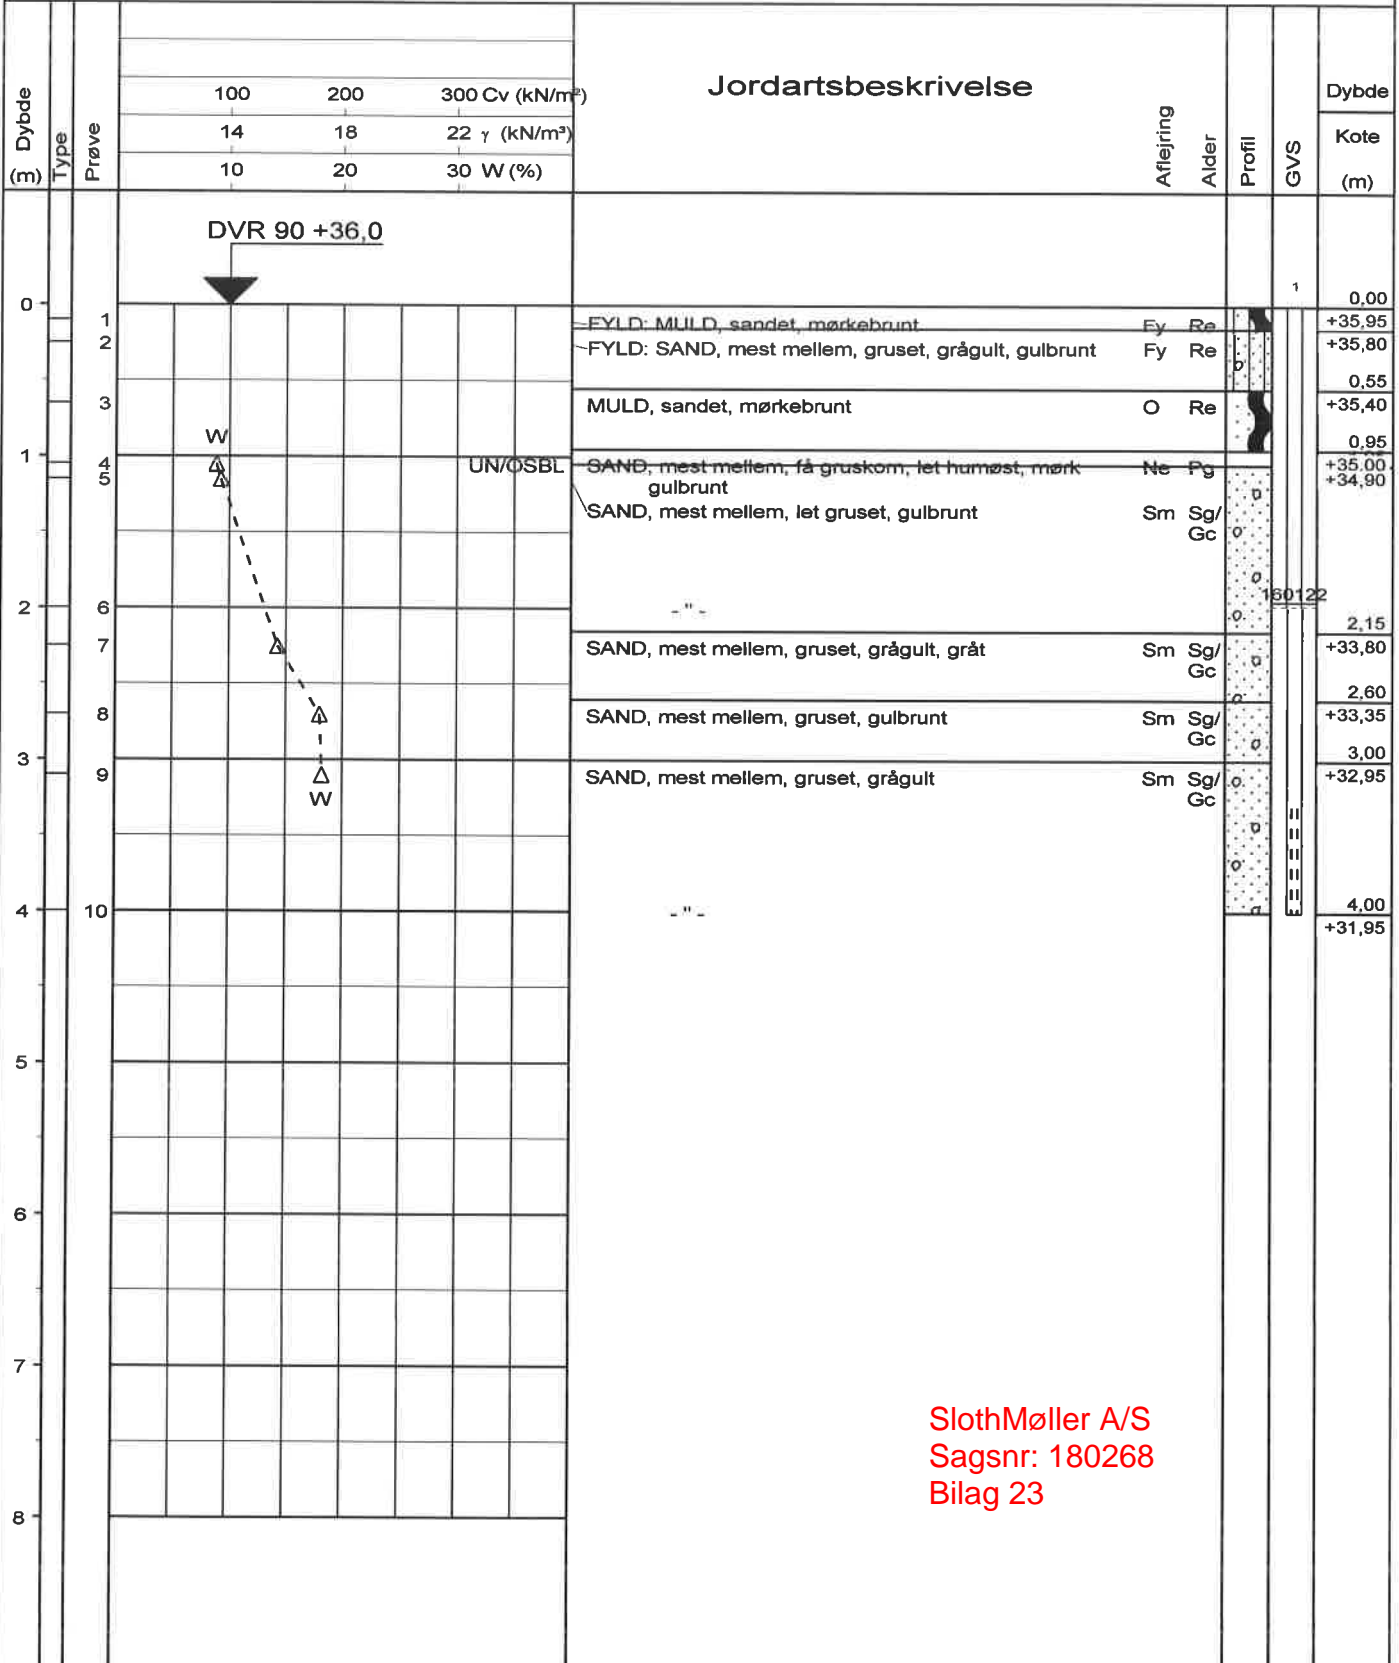 Dybde
(m)
Type
Prøve
100 200 300 Cv (kN/m²)
14 18 22 γ (kN/m³)
10 20 30 W (%)
Jordartsbeskrivelse
Aflejring
Alder
Profil
GVS
Dybde
Kote
(m)
DVR 90 +36,0
1
0 0,00
1 FYLD: MULD, sandet, mørkebrunt Fy Re +35,95
2 FYLD: SAND, mest mellem, gruset, grågult, gulbrunt Fy Re +35,80
0,55
3 MULD, sandet, mørkebrunt O Re +35,40
W
0,95
1 4 UN/OSBL SAND, mest mellem, få gruskorn, let humøst, mørk Ne Pg +35,00
5 gulbrunt +34,90
SAND, mest mellem, let gruset, gulbrunt Sm Sg/
Gc
160122
2 6 - " -
2,15
7 SAND, mest mellem, gruset, grågult, gråt Sm Sg/ +33,80
Gc
2,60
8 SAND, mest mellem, gruset, gulbrunt Sm Sg/ +33,35
Gc
3 3,00
9 SAND, mest mellem, gruset, grågult Sm Sg/ +32,95
W Gc
4 10 - " - 4,00
+31,95
5
6
7
SlothMøller A/S
Sagsnr: 180268
Bilag 23
8